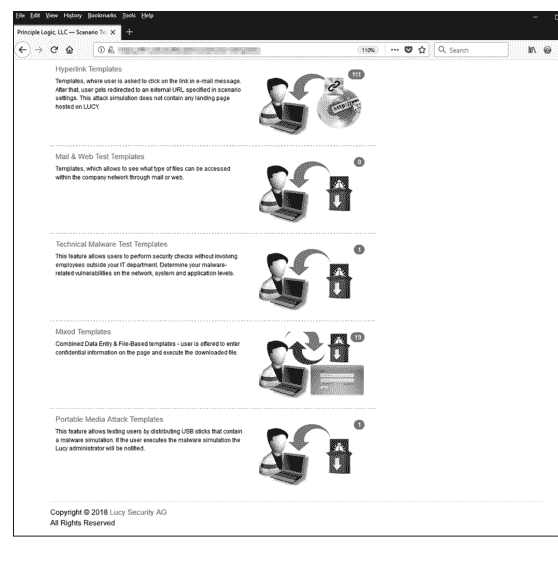 File Edit View History Bookmarks Tools Help
Principle Logic, LLC — Scenario Te
110%
Search
Hyperlink Templates
111
Templates, where user is asked to click on the link in e-mail message.
After that, user gets redirected to an external URL specified in scenario
settings. This attack simulation does not contain any landing page
hosted on LUCY.
http://
Mail & Web Test Templates
0
Templates, which allows to see what type of files can be accessed
within the company network through mail or web.
Technical Malware Test Templates
1
This feature allows users to perform security checks without involving
employees outside your IT department. Determine your malware-
related vulnerabilities on the network, system and application levels.
Mixed Templates
19
Combined Data Entry & File-Based templates - user is offered to enter
confidential information on the page and execute the downloaded file.
Portable Media Attack Templates
1
This feature allows testing users by distributing USB sticks that contain
a malware simulation. If the user executes the malware simulation the
Lucy administrator will be notified.
Copyright © 2018 Lucy Security AG
All Rights Reserved